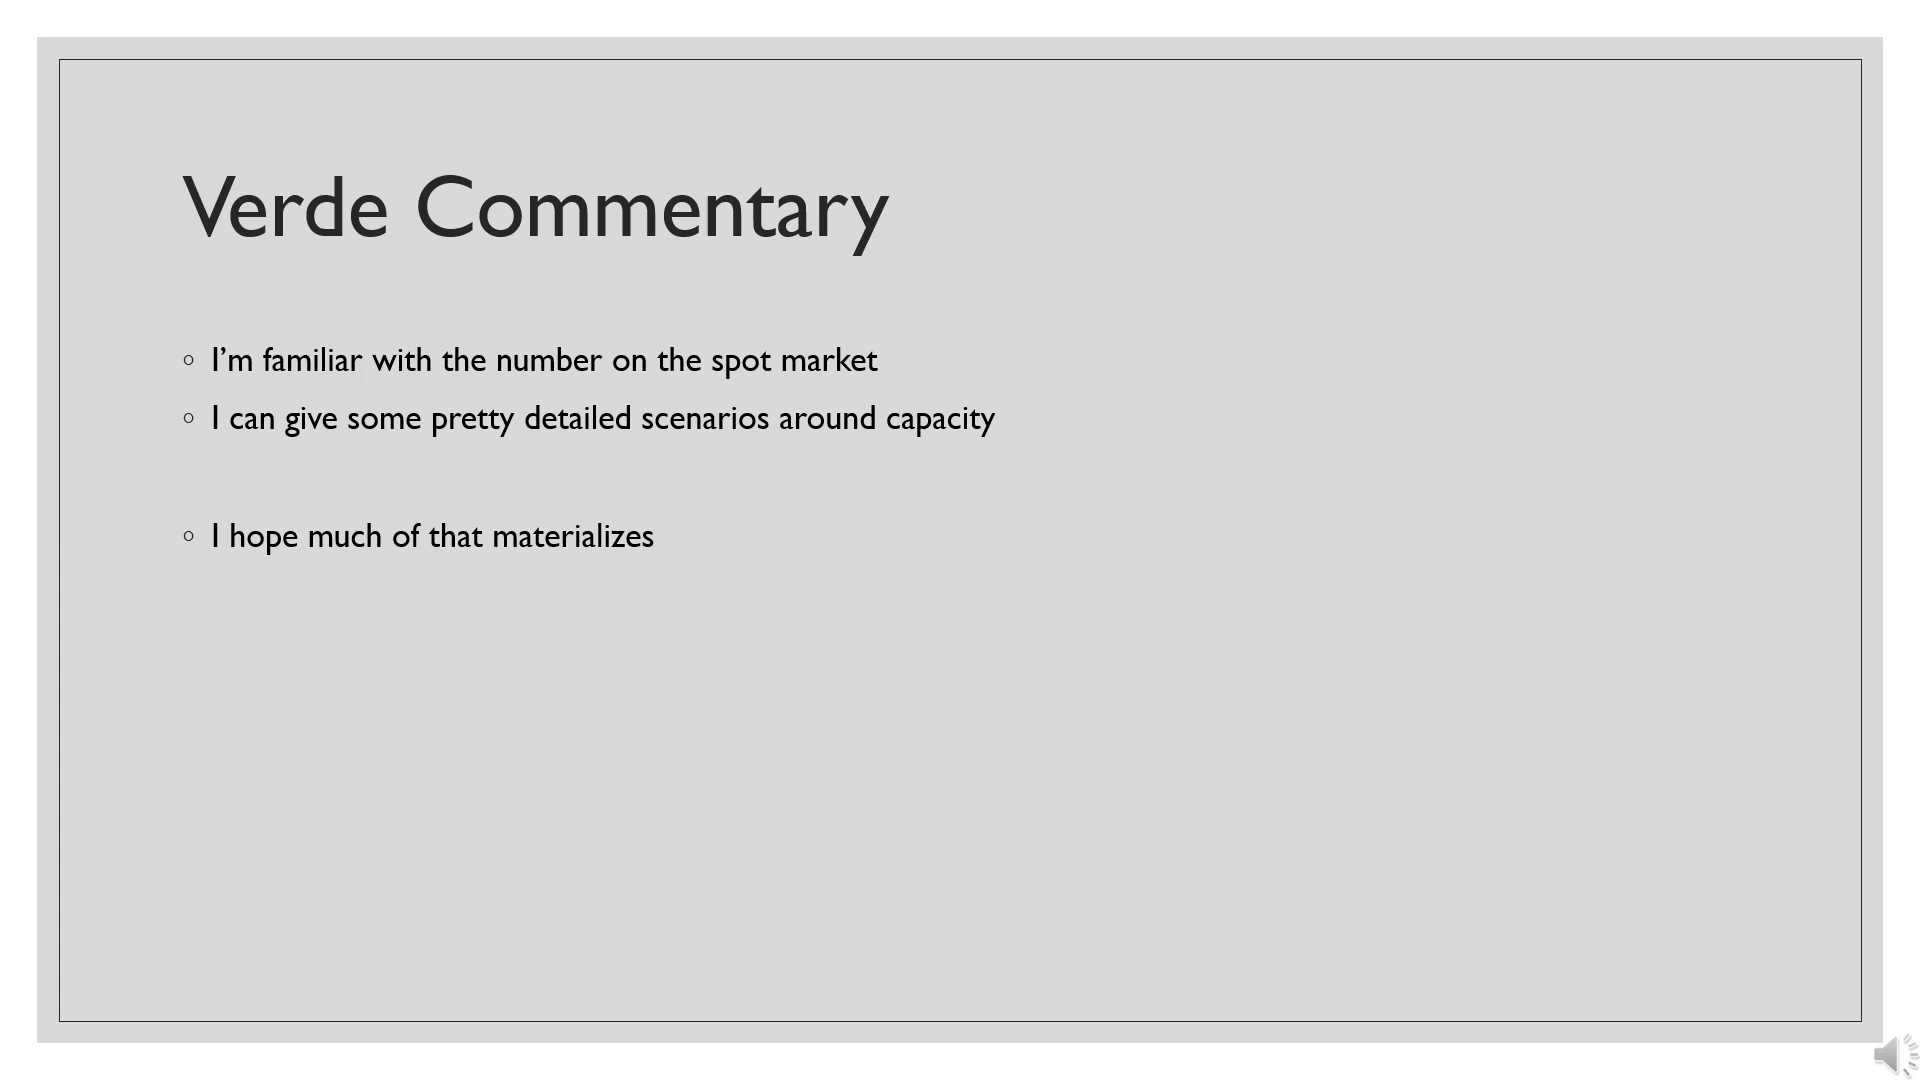 Verde Commentary
◦ I’m familiar with the number on the spot market
◦ I can give some pretty detailed scenarios around capacity
◦ I hope much of that materializes